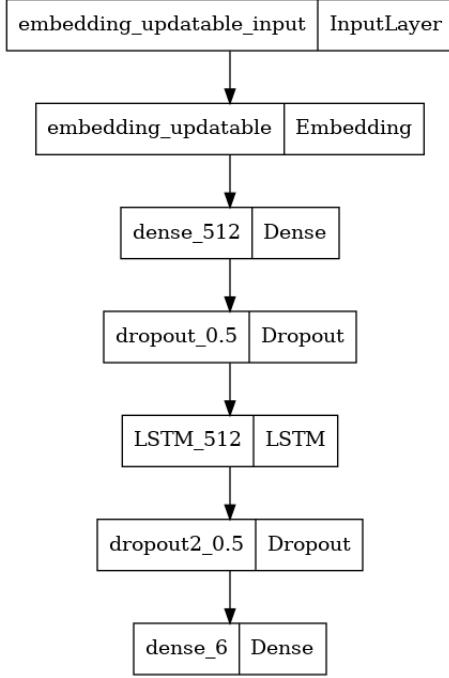 embedding_updatable_input InputLayer
embedding_updatable Embedding
dense_512 Dense
dropout_0.5 Dropout
LSTM_512 LSTM
dropout2_0.5 Dropout
dense_6 Dense